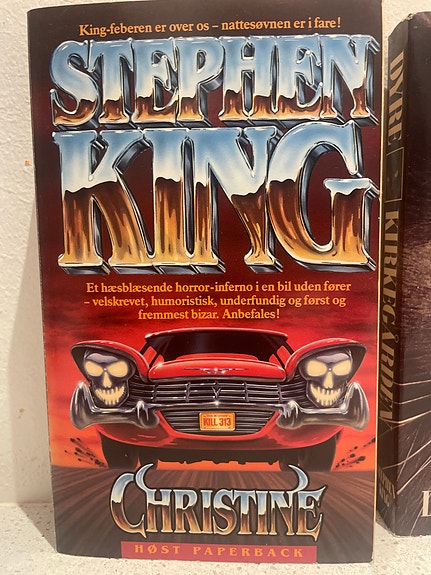 King-feberen er over os – nattesøvnen er i fare!
STEPHEN
KING
Et hæsblæsende horror-inferno i en bil uden fører
– velskrevet, humoristisk, underfundig og først og
fremmest bizar. Anbefales!
KILL 313
CHRISTINE
HØST PAPERBACK
DYRE-
KIRKEGÅRDEN